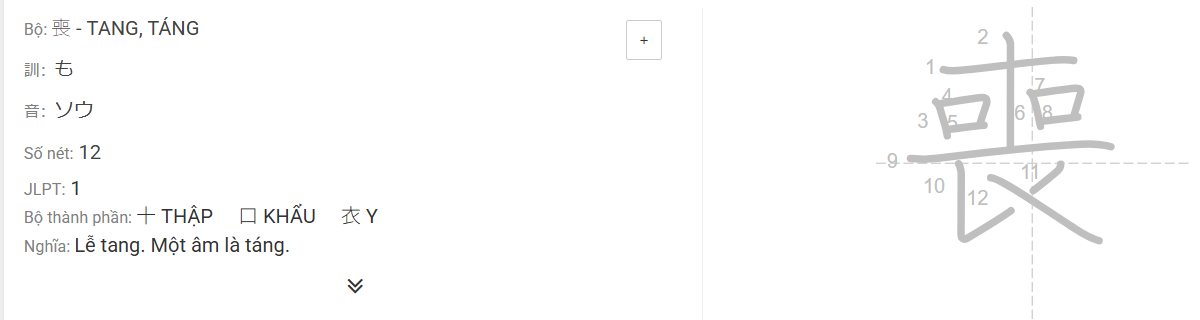 Bộ: 喪 - TANG, TÁNG
+
訓: も
音: ソウ
Số nét: 12
JLPT: 1
Bộ thành phần: 十 THẬP 口 KHẨU 衣 Y
Nghĩa: Lễ tang. Một âm là táng.
喪
1
2
3
4
5
6
7
8
9
10
11
12